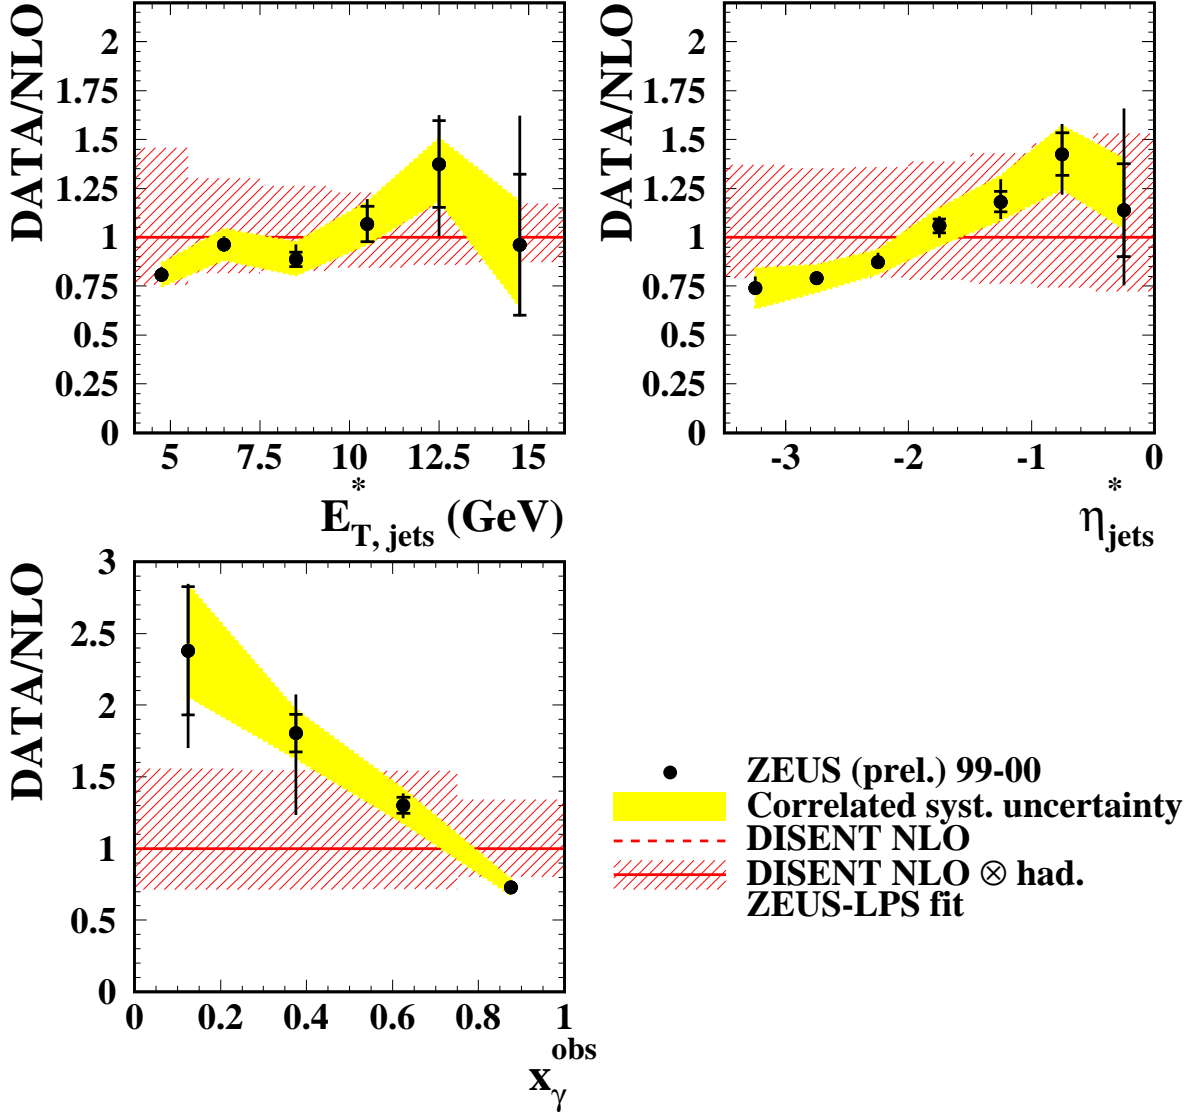 DATA/NLO
2
1.75
1.5
1.25
1
0.75
0.5
0.25
0
5 7.5 10 12.5 15
E*T, jets (GeV)
DATA/NLO
2
1.75
1.5
1.25
1
0.75
0.5
0.25
0
-3 -2 -1 0
η*jets
DATA/NLO
3
2.5
2
1.5
1
0.5
0
0 0.2 0.4 0.6 0.8 1
xγobs
ZEUS (prel.) 99-00
Correlated syst. uncertainty
DISENT NLO
DISENT NLO ⊗ had.
ZEUS-LPS fit